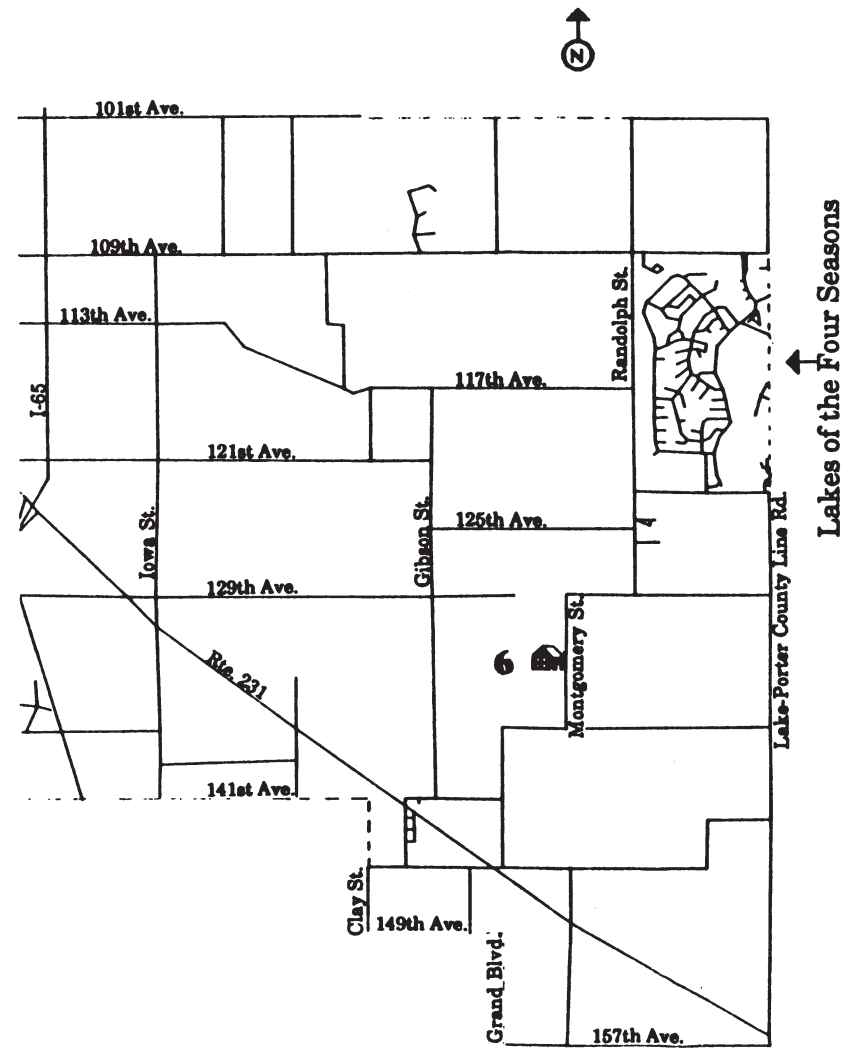 N
101st Ave.
109th Ave.
113th Ave.
Randolph St.
Lakes of the Four Seasons
117th Ave.
I-65
121st Ave.
125th Ave.
Iowa St.
Gibson St.
129th Ave.
6
Montgomery St.
Lake-Porter County Line Rd.
Rte. 231
141st Ave.
Clay St.
149th Ave.
Grand Blvd.
157th Ave.